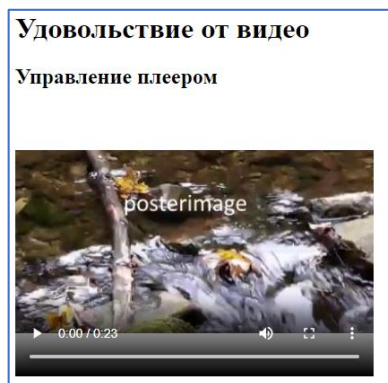 Удовольствие от видео
Управление плеером
posterimage
0:00 / 0:23